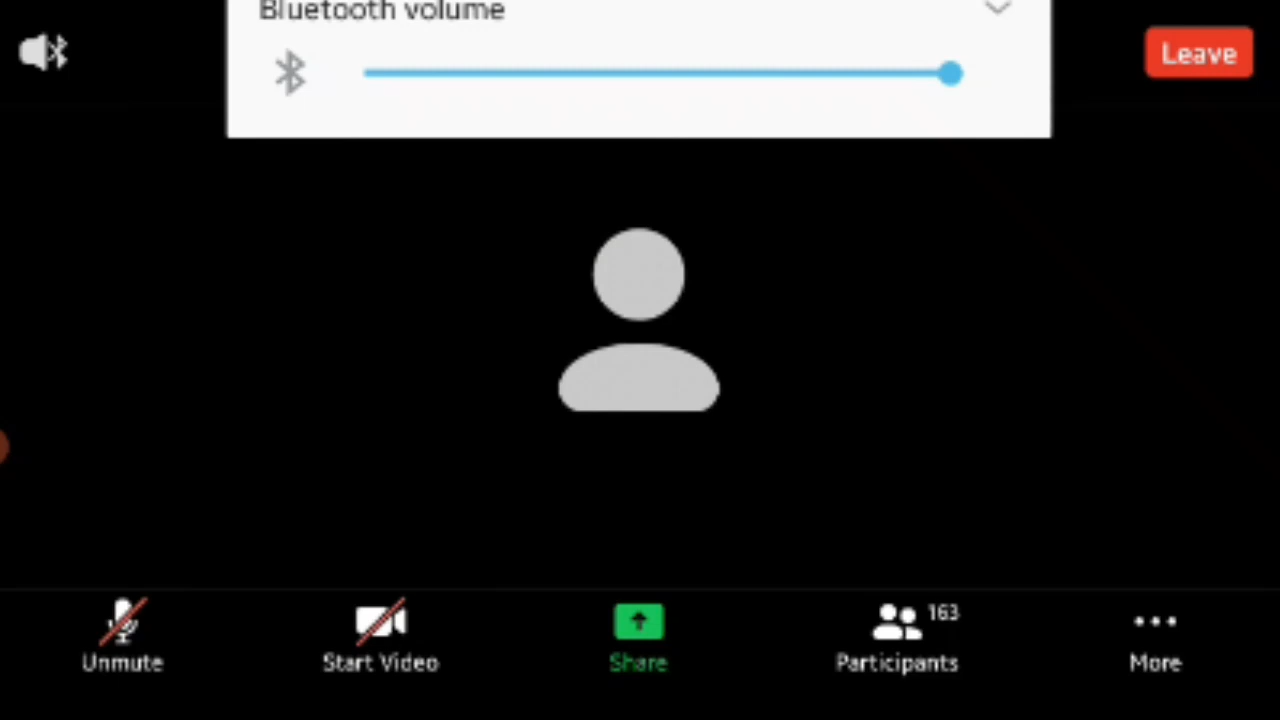 Bluetooth volume
Leave
163
Unmute
Start Video
Share
Participants
More